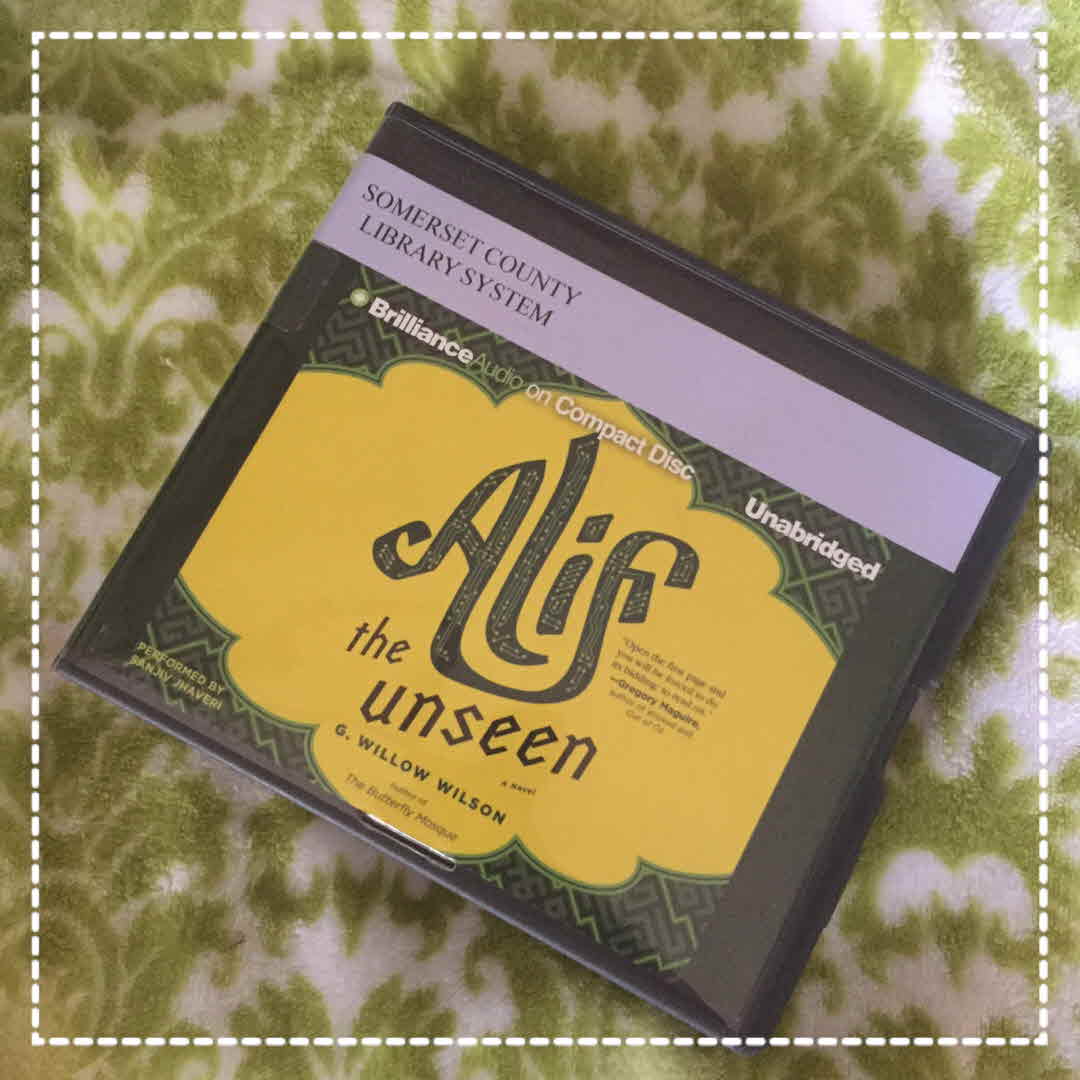 SOMERSET COUNTY
LIBRARY SYSTEM
BrillianceAudio on Compact Disc
Unabridged
Alif
the
unseen
"Open the first page and
you will be forced to do
its bidding: to read on."
—Gregory Maguire,
author of Wicked and
Out of Oz
a novel
G. WILLOW WILSON
author of
The Butterfly Mosque
PERFORMED BY
SANJIV JHAVERI